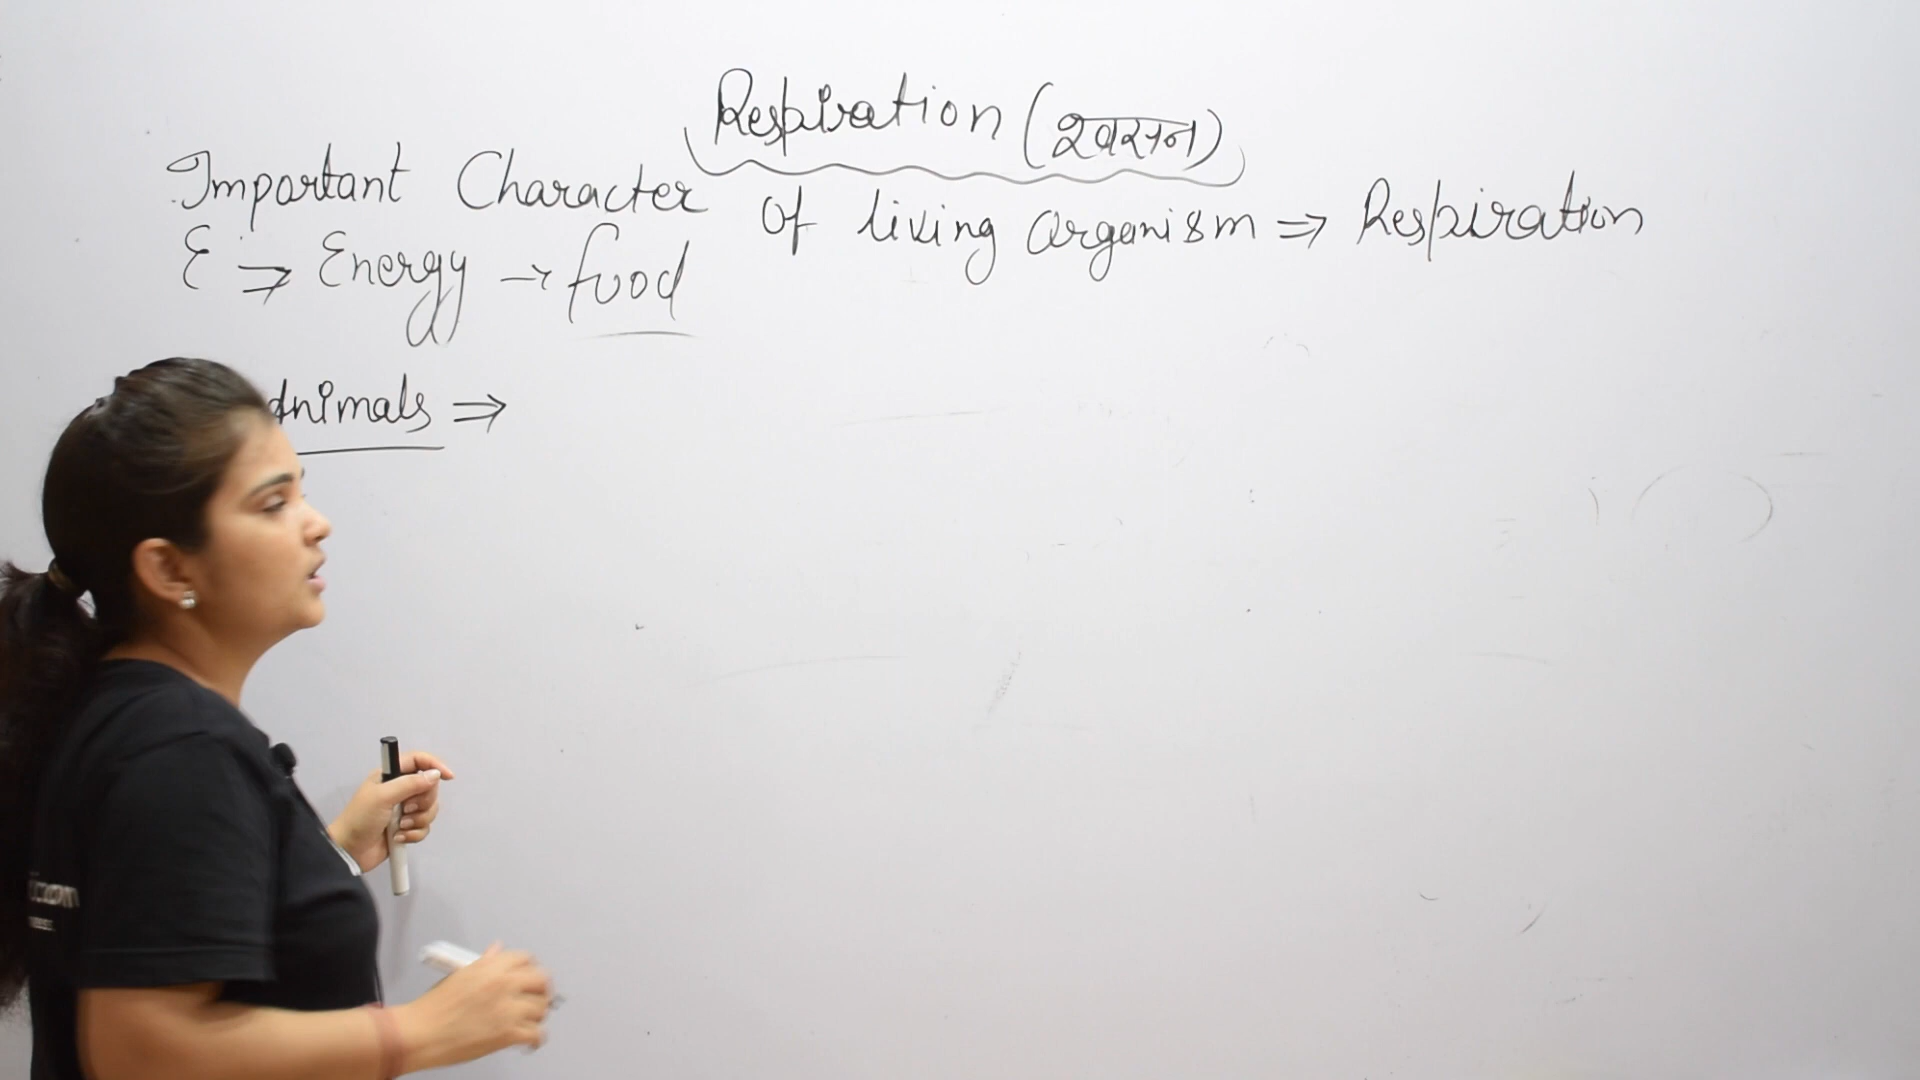 Respiration (श्वसन)
Important Character of living organism ⇒ Respiration
E ⇒ Energy → food
Animals ⇒